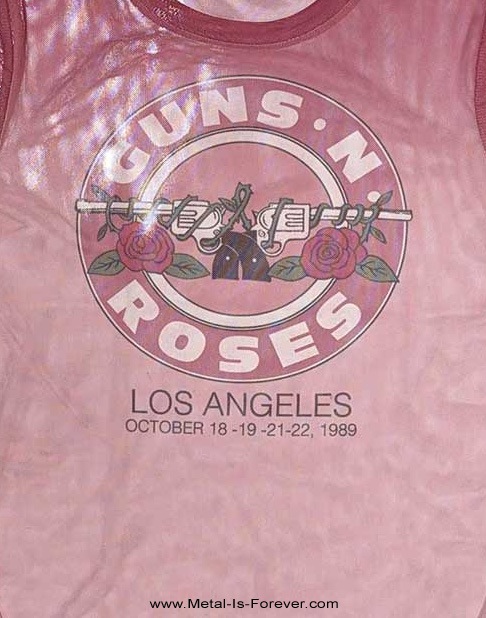 GUNS·N·
ROSES
LOS ANGELES
OCTOBER 18 -19 -21-22, 1989
www.Metal-Is-Forever.com